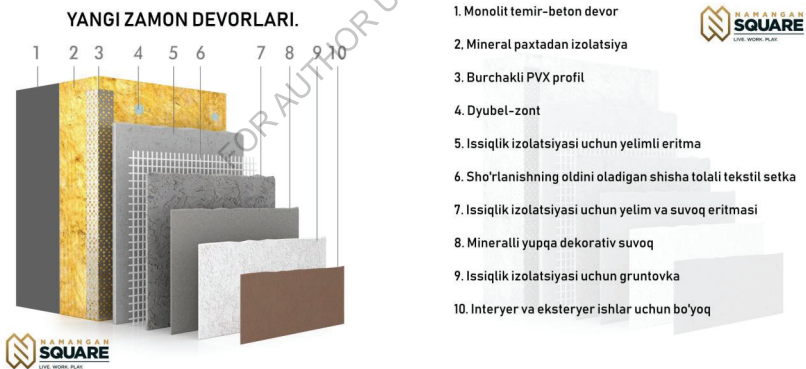 YANGI ZAMON DEVORLARI.
1 2 3 4 5 6 7 8 9 10
NAMANGAN
SQUARE
LIVE. WORK. PLAY.
FOR AUTHOR U
1. Monolit temir-beton devor
2, Mineral paxtadan izolatsiya
3. Burchakli PVX profil
4. Dyubel-zont
5. Issiqlik izolatsiyasi uchun yelimli eritma
6. Sho'rlanishning oldini oladigan shisha tolali tekstil setka
7. Issiqlik izolatsiyasi uchun yelim va suvoq eritmasi
8. Mineralli yupqa dekorativ suvoq
9. Issiqlik izolatsiyasi uchun gruntovka
10. Interyer va eksteryer ishlar uchun bo'yoq
NAMANGAN
SQUARE
LIVE. WORK. PLAY.